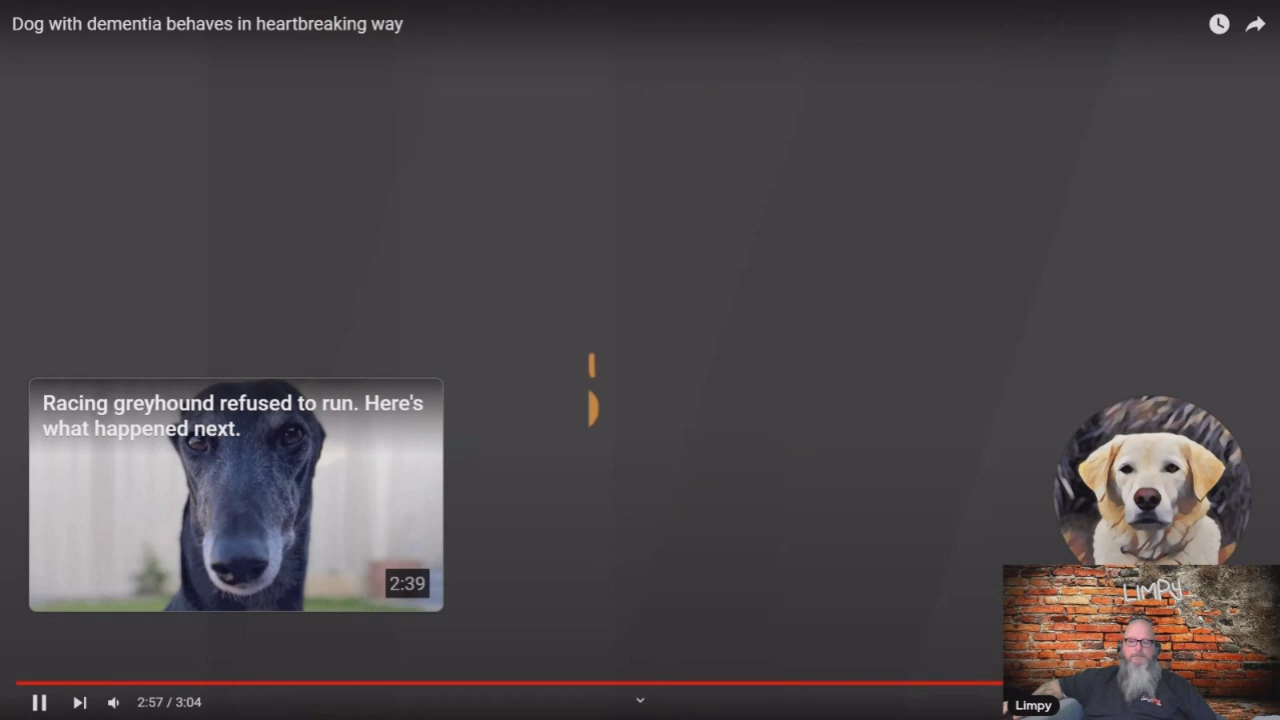 Dog with dementia behaves in heartbreaking way
Racing greyhound refused to run. Here's
what happened next.
2:39
LIMPY
2:57 / 3:04
Limpy